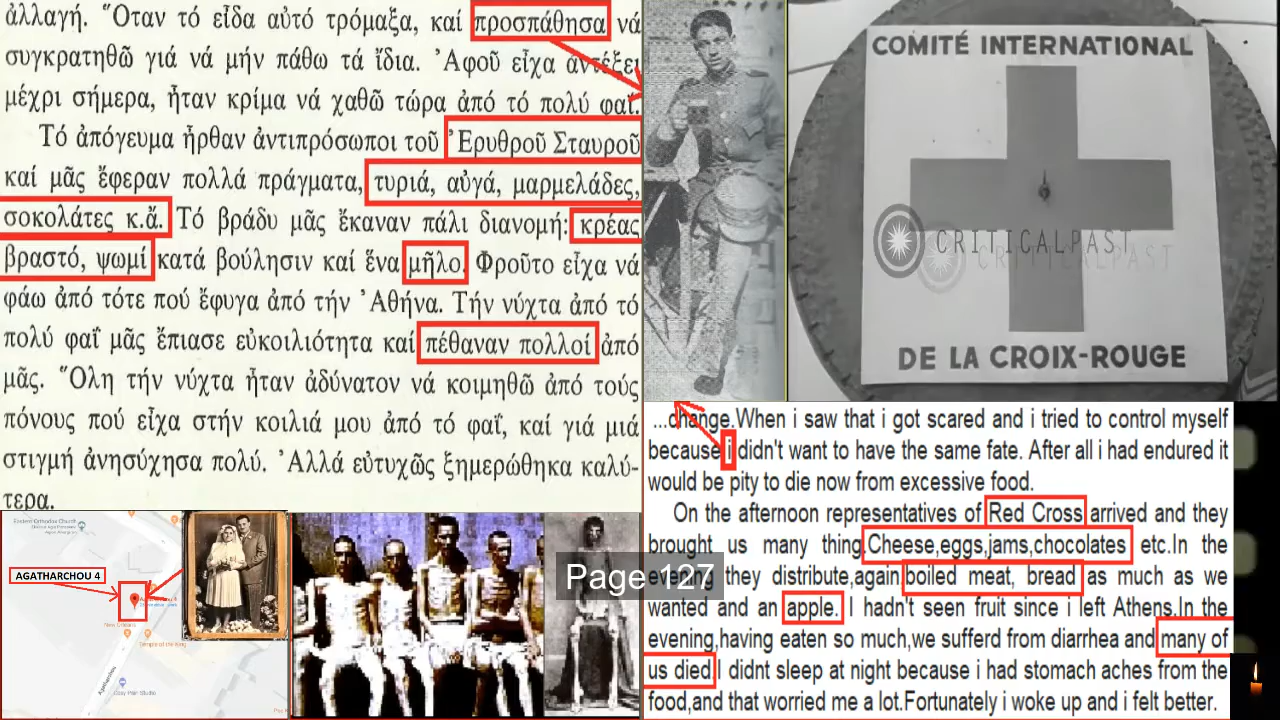 ἀλλαγή. Ὅταν τό εἶδα αὐτό τρόμαξα, καί προσπάθησα νά
συγκρατηθῶ γιά νά μήν πάθω τά ἴδια. Ἀφοῦ εἶχα ἀντέξει
μέχρι σήμερα, ἦταν κρίμα νά χαθῶ τώρα ἀπό τό πολύ φαΐ.
Τό ἀπόγευμα ἦρθαν ἀντιπρόσωποι τοῦ Ἐρυθροῦ Σταυροῦ
καί μᾶς ἔφεραν πολλά πράγματα, τυριά, αὐγά, μαρμελάδες,
σοκολάτες κ.ἄ. Τό βράδυ μᾶς ἔκαναν πάλι διανομή: κρέας
βραστό, ψωμί κατά βούλησιν καί ἕνα μῆλο. Φροῦτο εἶχα νά
φάω ἀπό τότε πού ἔφυγα ἀπό τήν Ἀθήνα. Τήν νύχτα ἀπό τό
πολύ φαΐ μᾶς ἔπιασε εὐκοιλιότητα καί πέθαναν πολλοί ἀπό
μᾶς. Ὅλη τήν νύχτα ἦταν ἀδύνατον νά κοιμηθῶ ἀπό τούς
πόνους πού εἶχα στήν κοιλιά μου ἀπό τό φαΐ, καί γιά μιά
στιγμή ἀνησύχησα πολύ. Ἀλλά εὐτυχῶς ξημερώθηκα καλύ-
τερα.
COMITÉ INTERNATIONAL
CRITICALPAST
CRITICALPAST
DE LA CROIX-ROUGE
...change.When i saw that i got scared and i tried to control myself
because i didn't want to have the same fate. After all i had endured it
would be pity to die now from excessive food.
On the afternoon representatives of Red Cross arrived and they
brought us many thing.Cheese,eggs,jams,chocolates etc.In the
evening they distribute,again boiled meat, bread as much as we
wanted and an apple. I hadn't seen fruit since i left Athens.In the
evening,having eaten so much,we sufferd from diarrhea and many of
us died.I didnt sleep at night because i had stomach aches from the
food,and that worried me a lot.Fortunately i woke up and i felt better.
AGATHARCHOU 4
Page 127